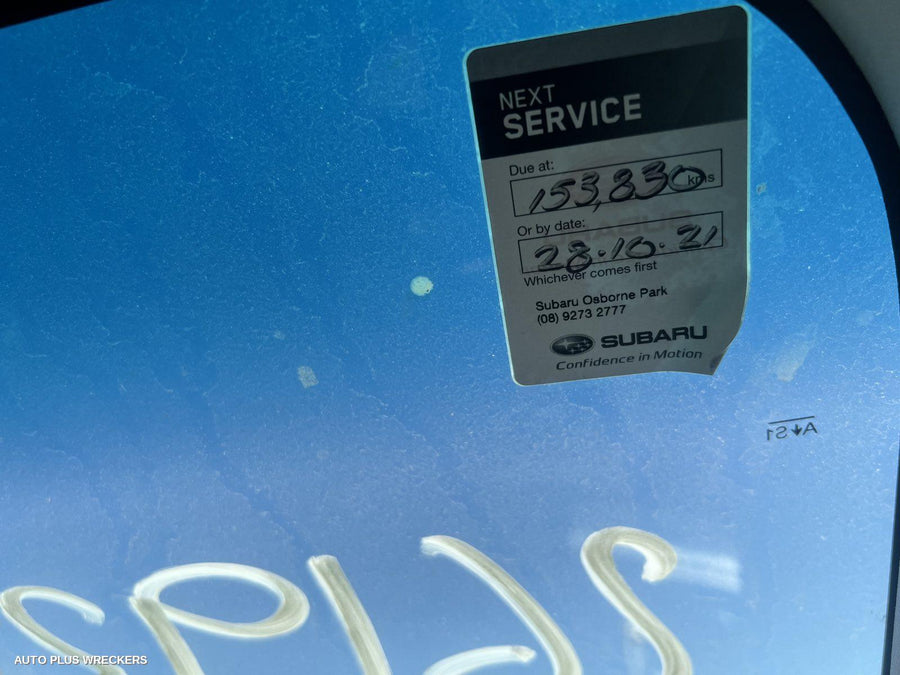 NEXT
SERVICE
Due at:
153,830 kms
Or by date:
28.10.21
Whichever comes first
Subaru Osborne Park
(08) 9273 2777
SUBARU
Confidence in Motion
AUTO PLUS WRECKERS